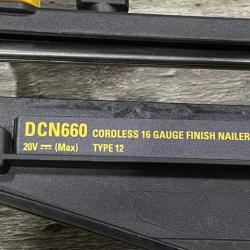 DCN660 CORDLESS 16 GAUGE FINISH NAILER
20V ⎓ (Max) TYPE 12